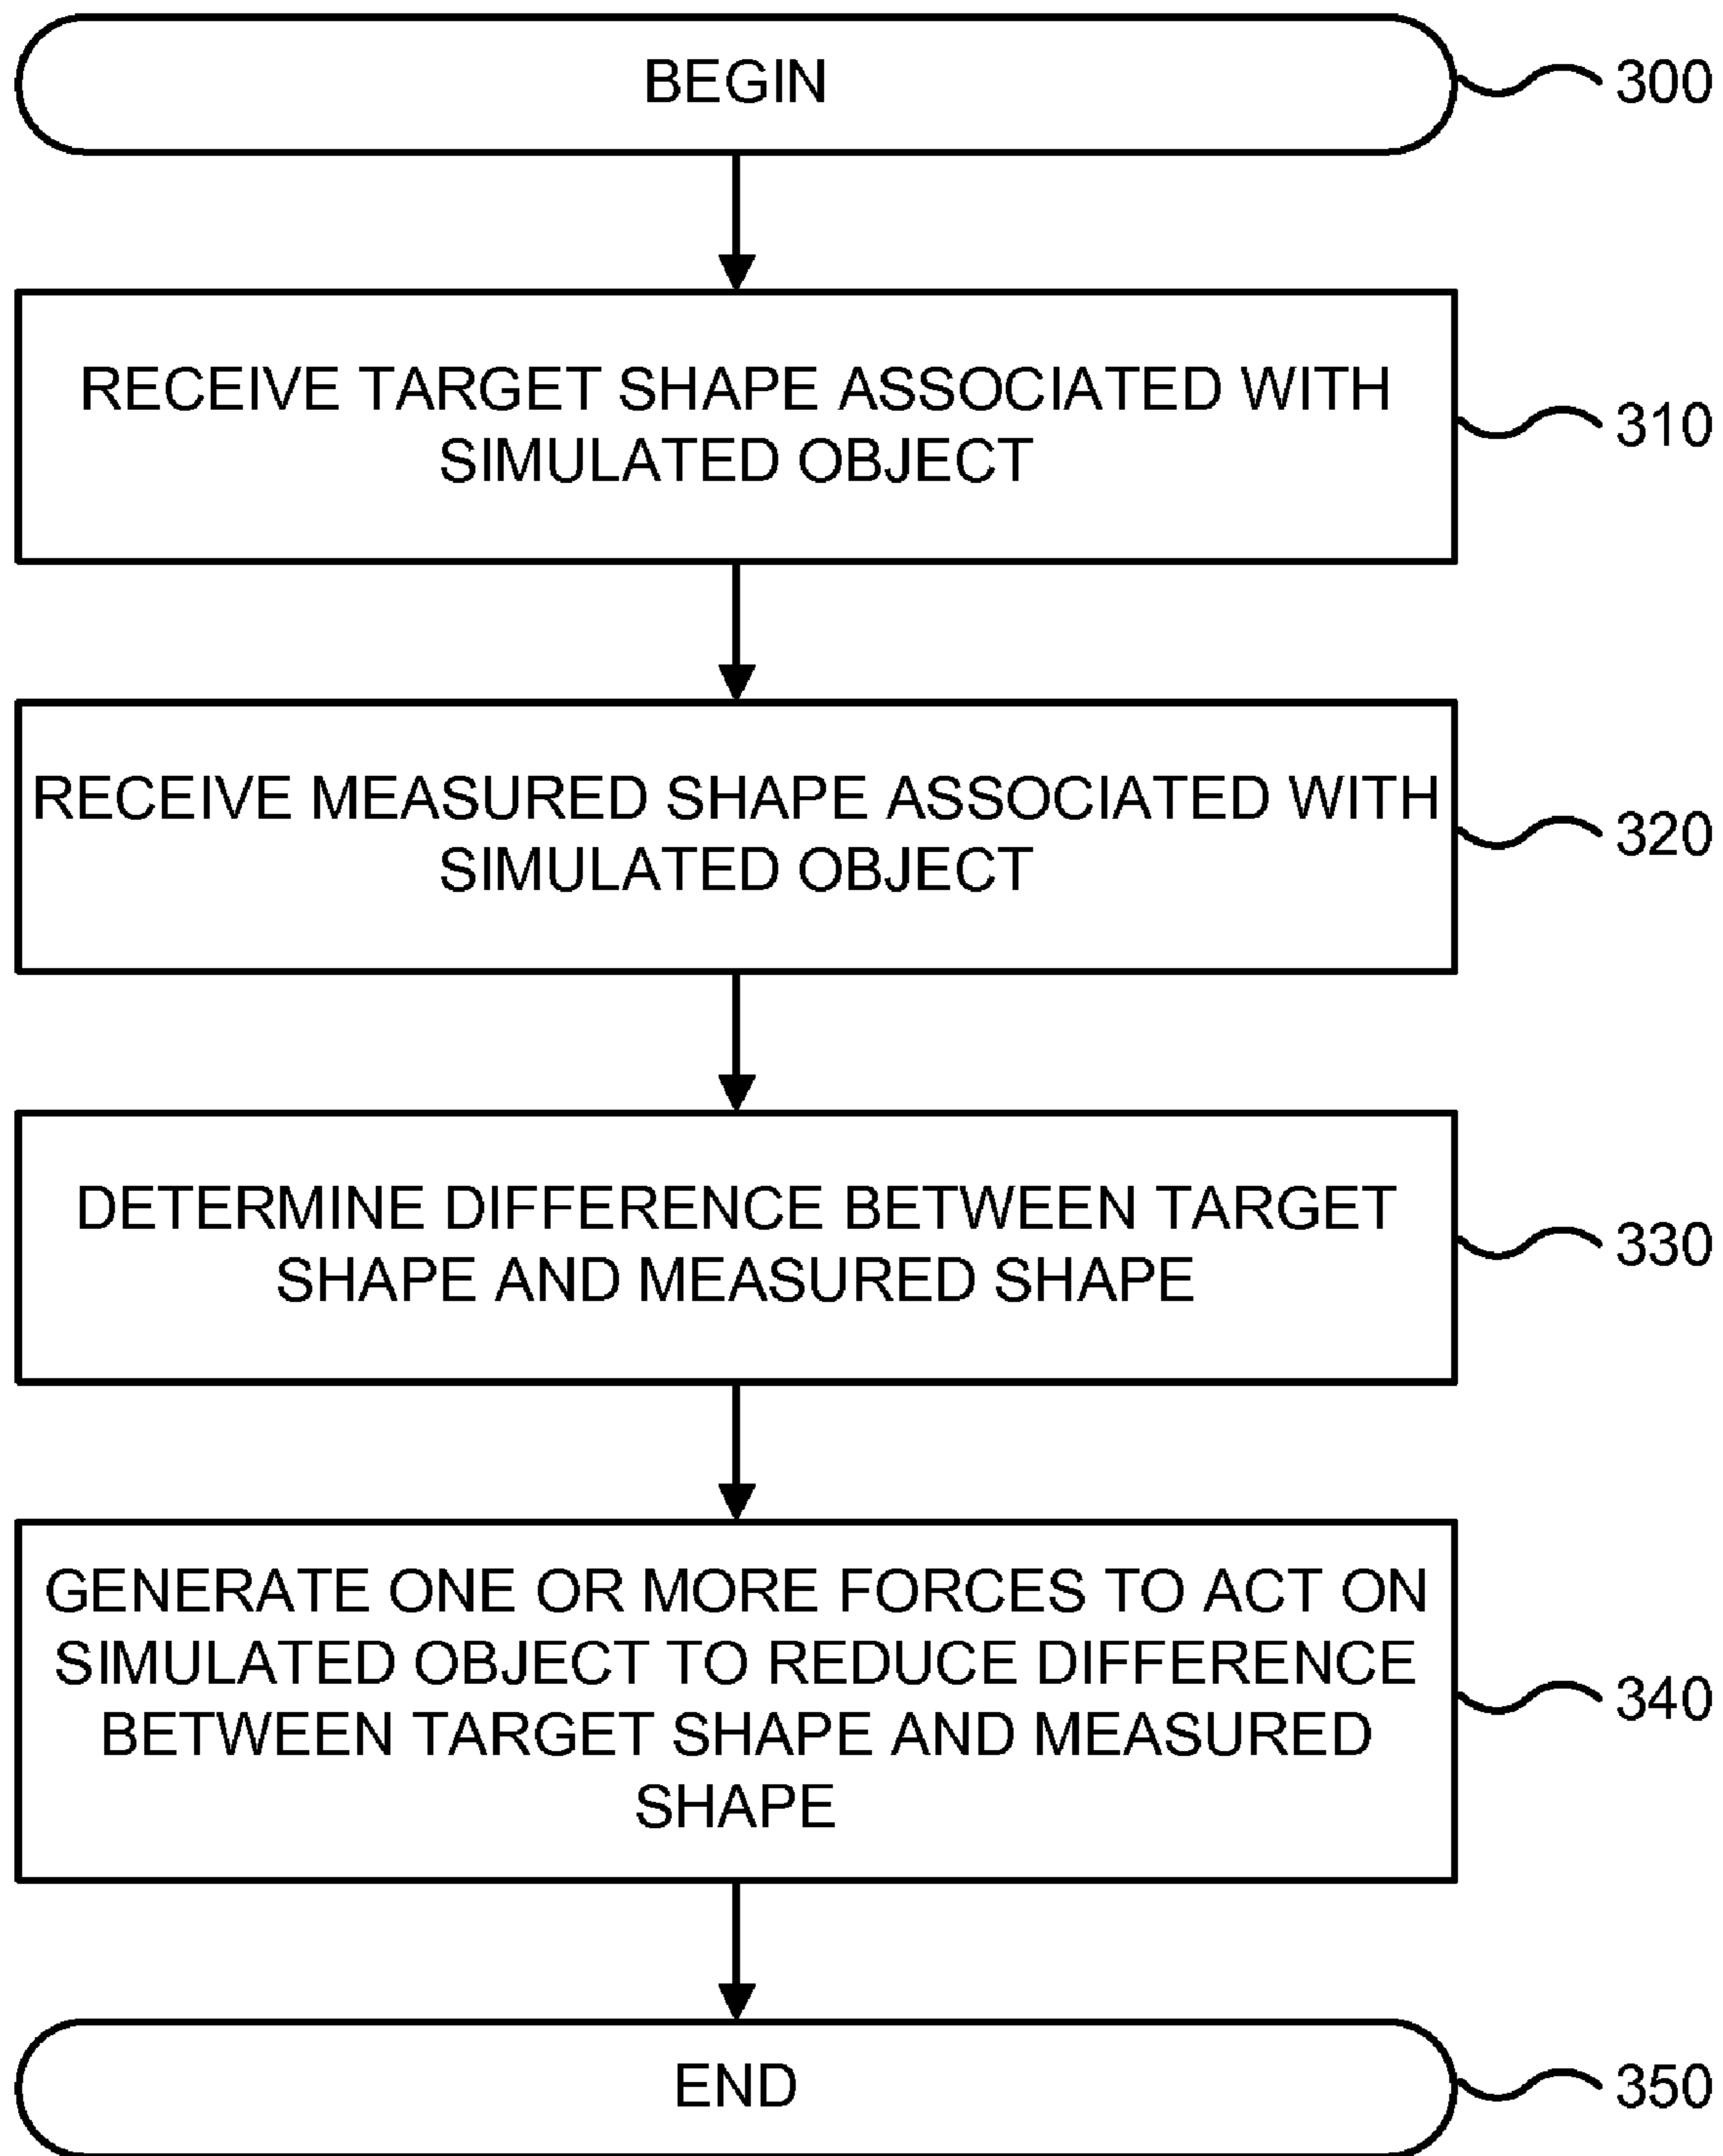 BEGIN
300
RECEIVE TARGET SHAPE ASSOCIATED WITH
SIMULATED OBJECT
310
RECEIVE MEASURED SHAPE ASSOCIATED WITH
SIMULATED OBJECT
320
DETERMINE DIFFERENCE BETWEEN TARGET
SHAPE AND MEASURED SHAPE
330
GENERATE ONE OR MORE FORCES TO ACT ON
SIMULATED OBJECT TO REDUCE DIFFERENCE
BETWEEN TARGET SHAPE AND MEASURED
SHAPE
340
END
350